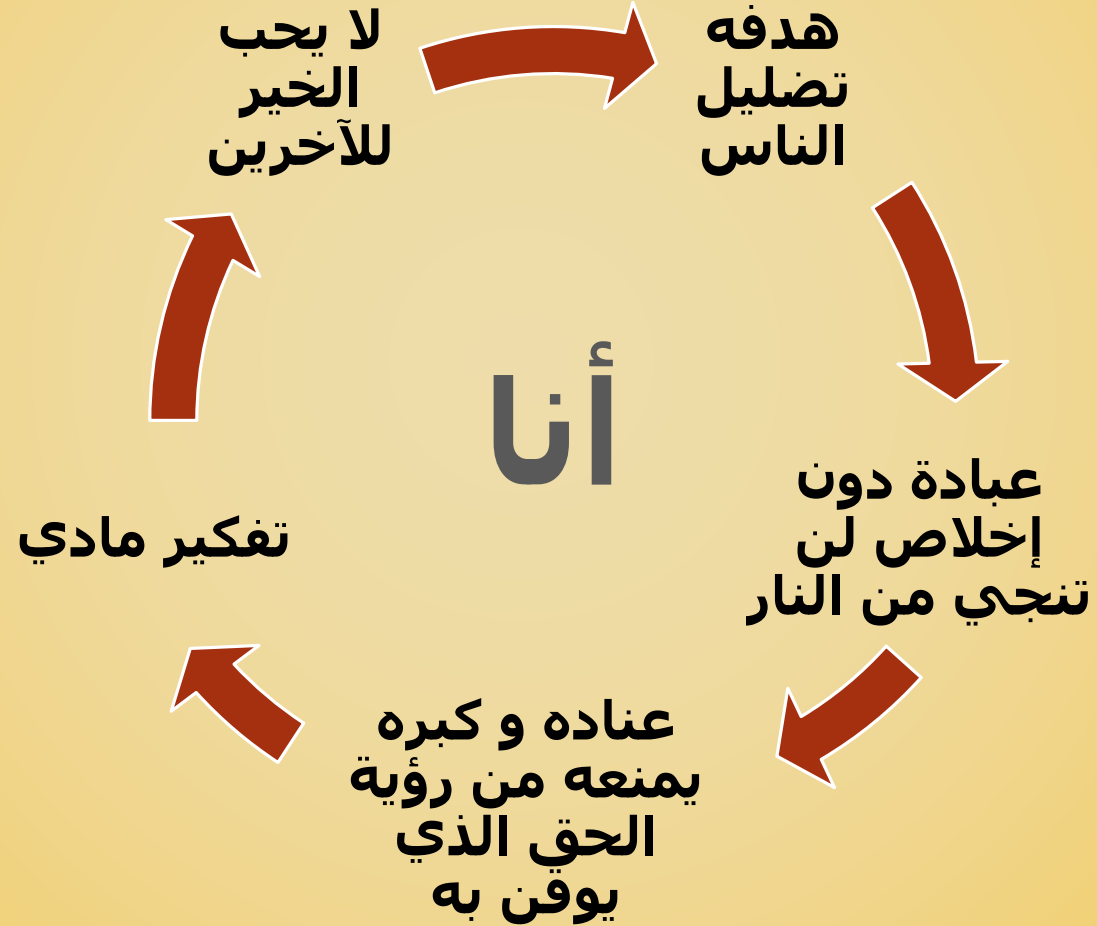 هدفه
تضليل
الناس
عبادة دون
إخلاص لن
تنجي من النار
عناده و كبره
يمنعه من رؤية
الحق الذي
يوقن به
تفكير مادي
لا يحب
الخير
للآخرين
أنا